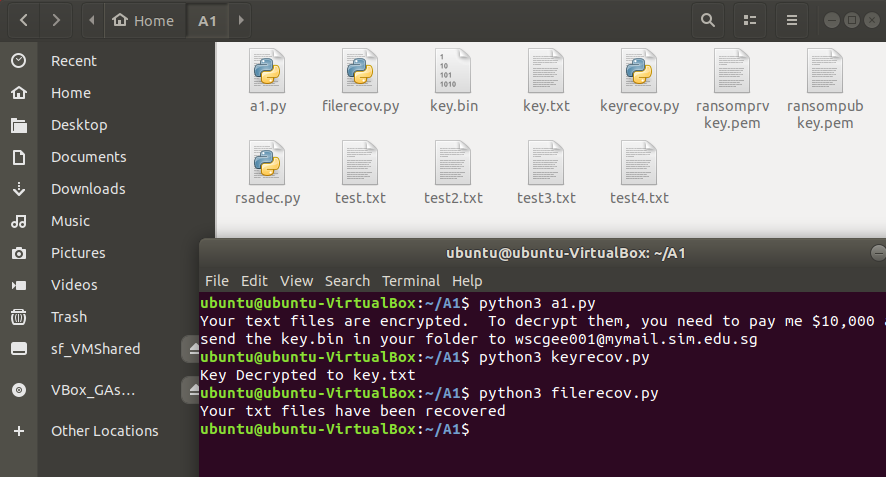 Home A1
Recent
Home
Desktop
Documents
Downloads
Music
Pictures
Videos
Trash
sf_VMShared
VBox_GAs…
Other Locations
1
10
101
1010
a1.py filerecov.py key.bin key.txt keyrecov.py ransomprv ransompub
key.pem key.pem
rsadec.py test.txt test2.txt test3.txt test4.txt
ubuntu@ubuntu-VirtualBox: ~/A1
File Edit View Search Terminal Help
ubuntu@ubuntu-VirtualBox:~/A1$ python3 a1.py
Your text files are encrypted.  To decrypt them, you need to pay me $10,000
send the key.bin in your folder to wscgee001@mymail.sim.edu.sg
ubuntu@ubuntu-VirtualBox:~/A1$ python3 keyrecov.py
Key Decrypted to key.txt
ubuntu@ubuntu-VirtualBox:~/A1$ python3 filerecov.py
Your txt files have been recovered
ubuntu@ubuntu-VirtualBox:~/A1$